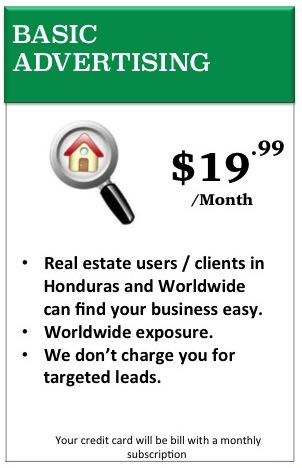 BASIC
ADVERTISING
$19.99
/Month
• Real estate users / clients in
Honduras and Worldwide
can find your business easy.
• Worldwide exposure.
• We don't charge you for
targeted leads.
Your credit card will be bill with a monthly
subscription